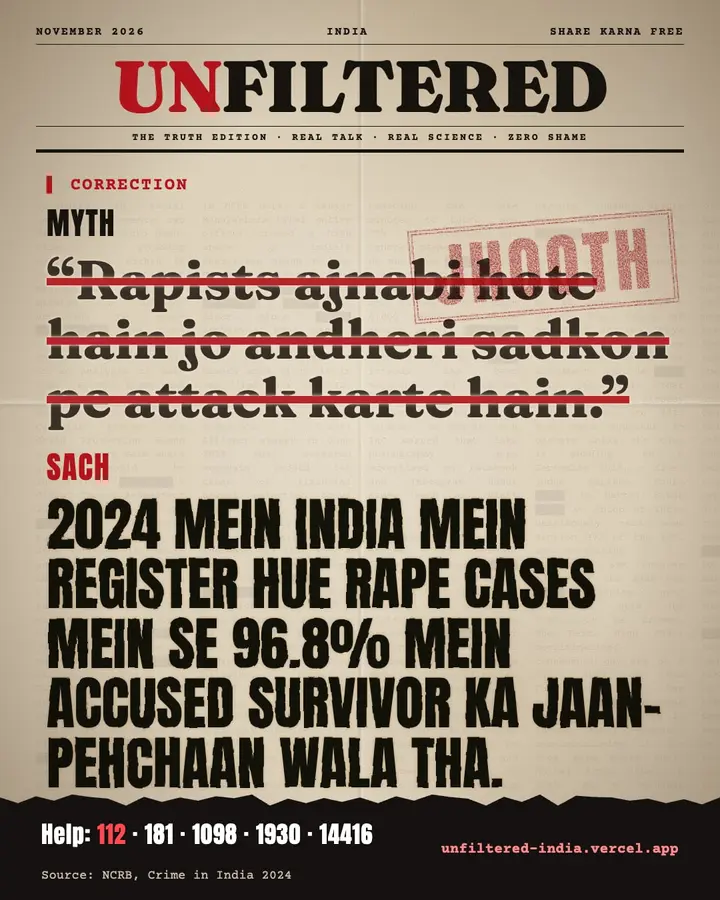 NOVEMBER 2026 INDIA SHARE KARNA FREE
UNFILTERED
THE TRUTH EDITION · REAL TALK · REAL SCIENCE · ZERO SHAME
CORRECTION
MYTH
JHOOTH
“Rapists ajnabi hote
hain jo andheri sadkon
pe attack karte hain.”
SACH
2024 MEIN INDIA MEIN
REGISTER HUE RAPE CASES
MEIN SE 96.8% MEIN
ACCUSED SURVIVOR KA JAAN-
PEHCHAAN WALA THA.
Help: 112 · 181 · 1098 · 1930 · 14416
unfiltered-india.vercel.app
Source: NCRB, Crime in India 2024